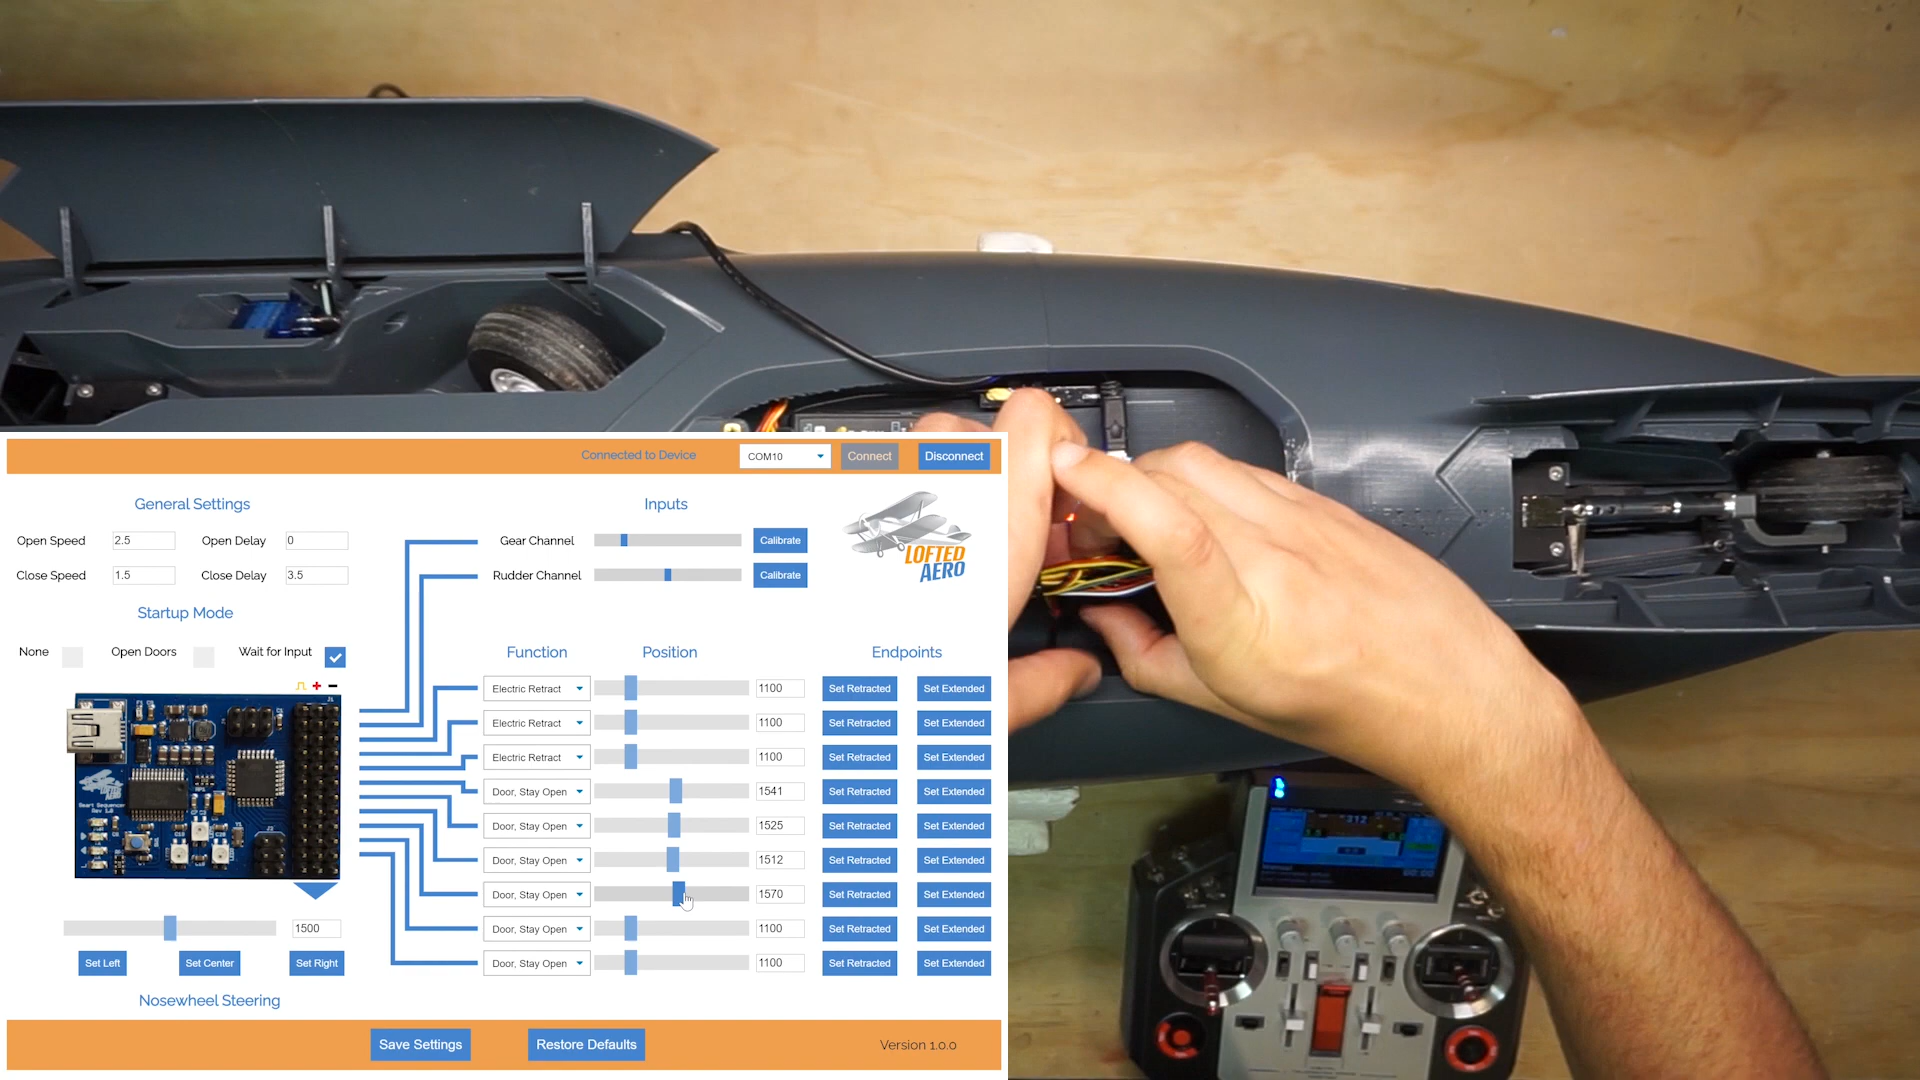 Connected to Device COM10 Connect Disconnect
General Settings Inputs
Open Speed 2.5 Open Delay 0 Gear Channel Calibrate
Close Speed 1.5 Close Delay 3.5 Rudder Channel Calibrate
LOFTED
AERO
Startup Mode
None Open Doors Wait for Input
Function Position Endpoints
Electric Retract 1100 Set Retracted Set Extended
Electric Retract 1100 Set Retracted Set Extended
Electric Retract 1100 Set Retracted Set Extended
Door, Stay Open 1541 Set Retracted Set Extended
Door, Stay Open 1525 Set Retracted Set Extended
Door, Stay Open 1512 Set Retracted Set Extended
Door, Stay Open 1570 Set Retracted Set Extended
1500 Door, Stay Open 1100 Set Retracted Set Extended
Set Left Set Center Set Right Door, Stay Open 1100 Set Retracted Set Extended
Nosewheel Steering
Save Settings Restore Defaults Version 1.0.0
312